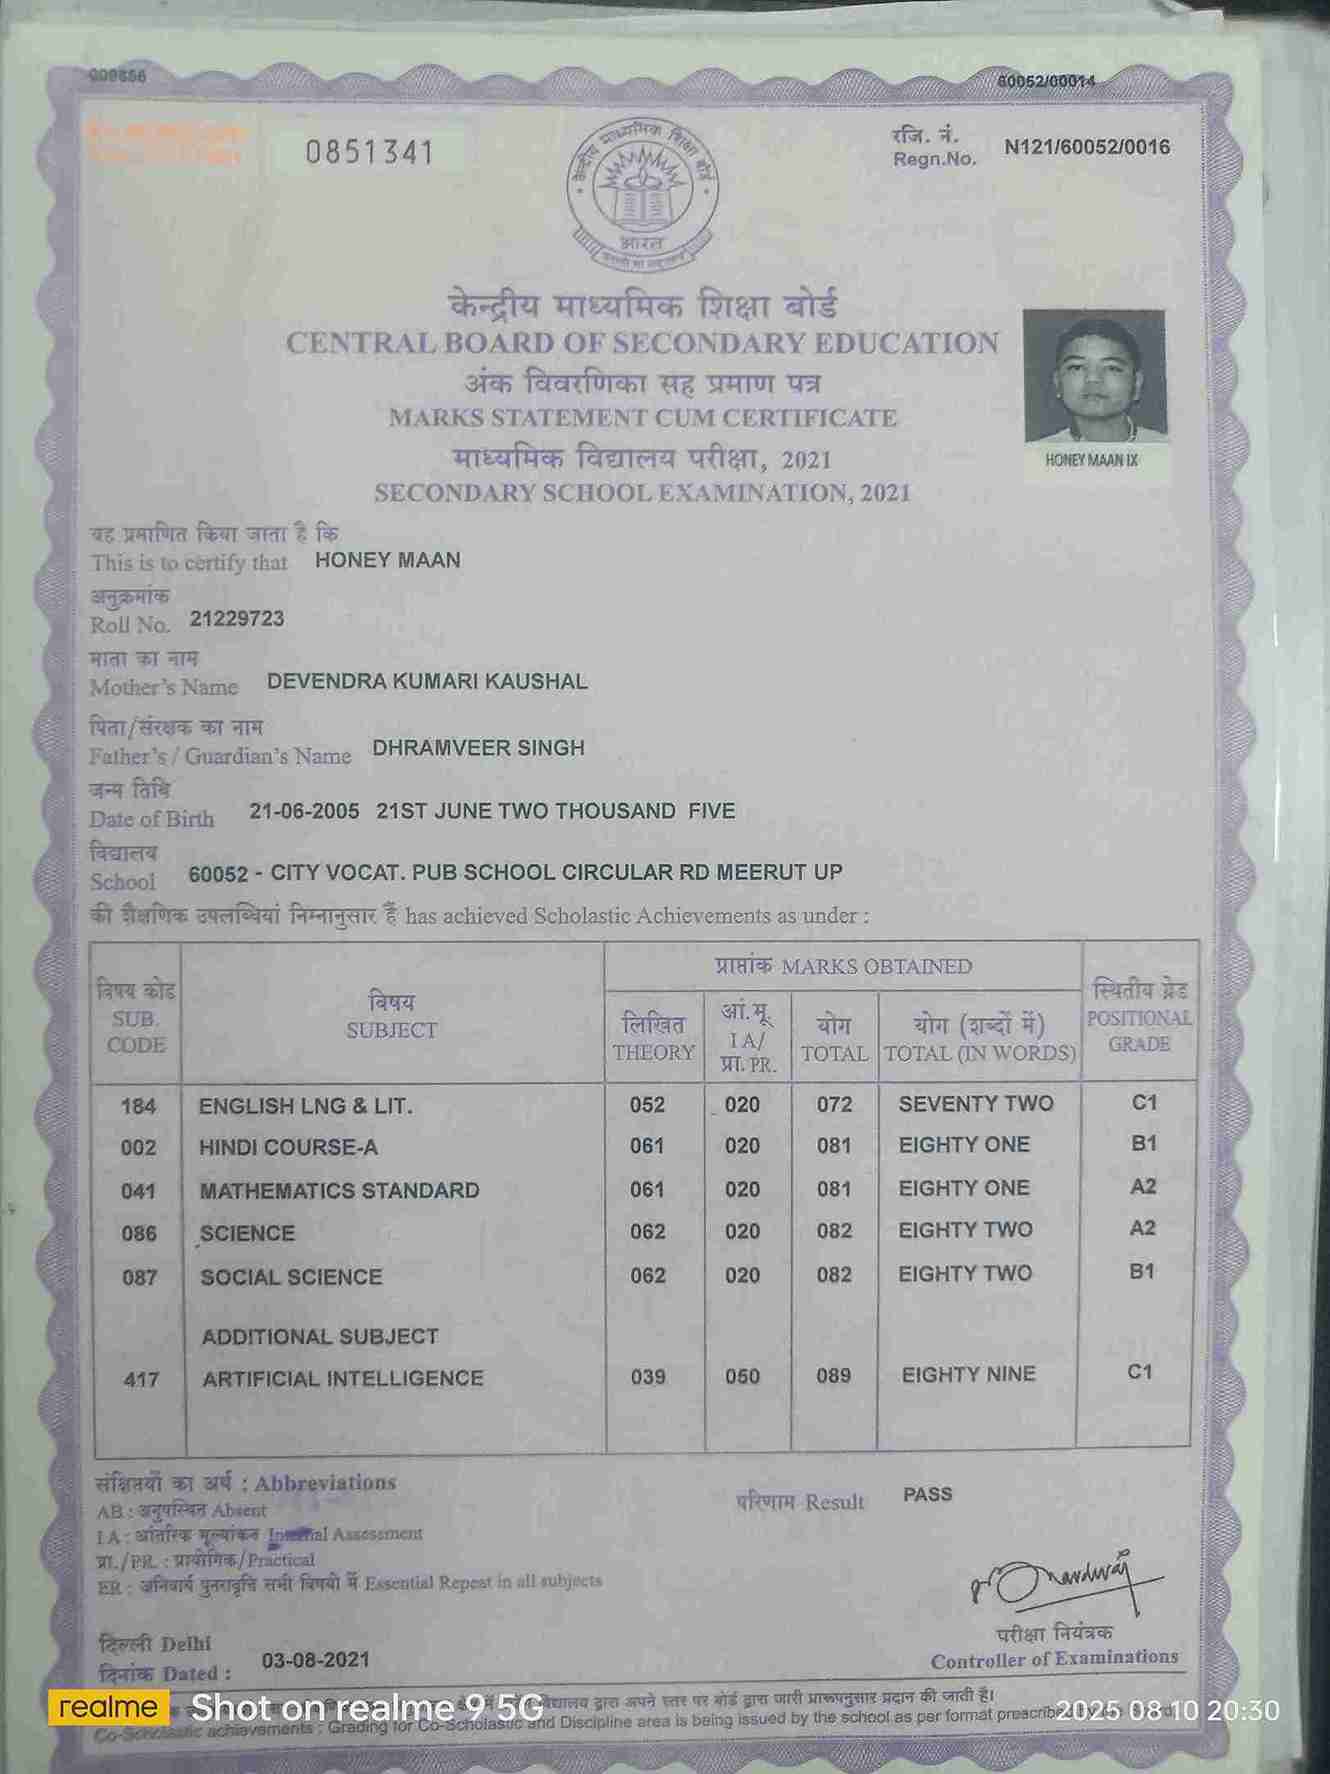 009856
60052/00014
0851341
रजि. नं.
Regn.No. N121/60052/0016
केन्द्रीय माध्यमिक शिक्षा बोर्ड
भारत
केन्द्रीय माध्यमिक शिक्षा बोर्ड
CENTRAL BOARD OF SECONDARY EDUCATION
अंक विवरणिका सह प्रमाण पत्र
MARKS STATEMENT CUM CERTIFICATE
माध्यमिक विद्यालय परीक्षा, 2021
SECONDARY SCHOOL EXAMINATION, 2021
HONEY MAAN IX
यह प्रमाणित किया जाता है कि
This is to certify that HONEY MAAN
अनुक्रमांक
Roll No. 21229723
माता का नाम
Mother's Name DEVENDRA KUMARI KAUSHAL
पिता/संरक्षक का नाम
Father's / Guardian's Name DHRAMVEER SINGH
जन्म तिथि
Date of Birth 21-06-2005 21ST JUNE TWO THOUSAND FIVE
विद्यालय
School 60052 - CITY VOCAT. PUB SCHOOL CIRCULAR RD MEERUT UP
की शैक्षणिक उपलब्धियां निम्नानुसार हैं has achieved Scholastic Achievements as under :
विषय कोड SUB. CODE
विषय SUBJECT
प्राप्तांक MARKS OBTAINED
लिखित THEORY
आं.मू. I A/ प्रा. PR.
योग TOTAL
योग (शब्दों में) TOTAL (IN WORDS)
स्थितीय ग्रेड POSITIONAL GRADE
184 ENGLISH LNG & LIT. 052 020 072 SEVENTY TWO C1
002 HINDI COURSE-A 061 020 081 EIGHTY ONE B1
041 MATHEMATICS STANDARD 061 020 081 EIGHTY ONE A2
086 SCIENCE 062 020 082 EIGHTY TWO A2
087 SOCIAL SCIENCE 062 020 082 EIGHTY TWO B1
ADDITIONAL SUBJECT
417 ARTIFICIAL INTELLIGENCE 039 050 089 EIGHTY NINE C1
संक्षितयों का अर्थ : Abbreviations
AB : अनुपस्थित Absent
I A : आंतरिक मूल्यांकन Internal Assessment
प्रा./PR. : प्रायोगिक/Practical
ER : अनिवार्य पुनरावृत्ति सभी विषयों में Essential Repeat in all subjects
परिणाम Result PASS
परीक्षा नियंत्रक
Controller of Examinations
दिल्ली Delhi
दिनांक Dated : 03-08-2021
विद्यालय द्वारा अपने स्तर पर बोर्ड द्वारा जारी प्रारूपानुसार प्रदान की जाती है।
Co-Scholastic achievements : Grading for Co-Scholastic and Discipline area is being issued by the school as per format prescribed by the Board
realme Shot on realme 9 5G
2025 08 10 20:30